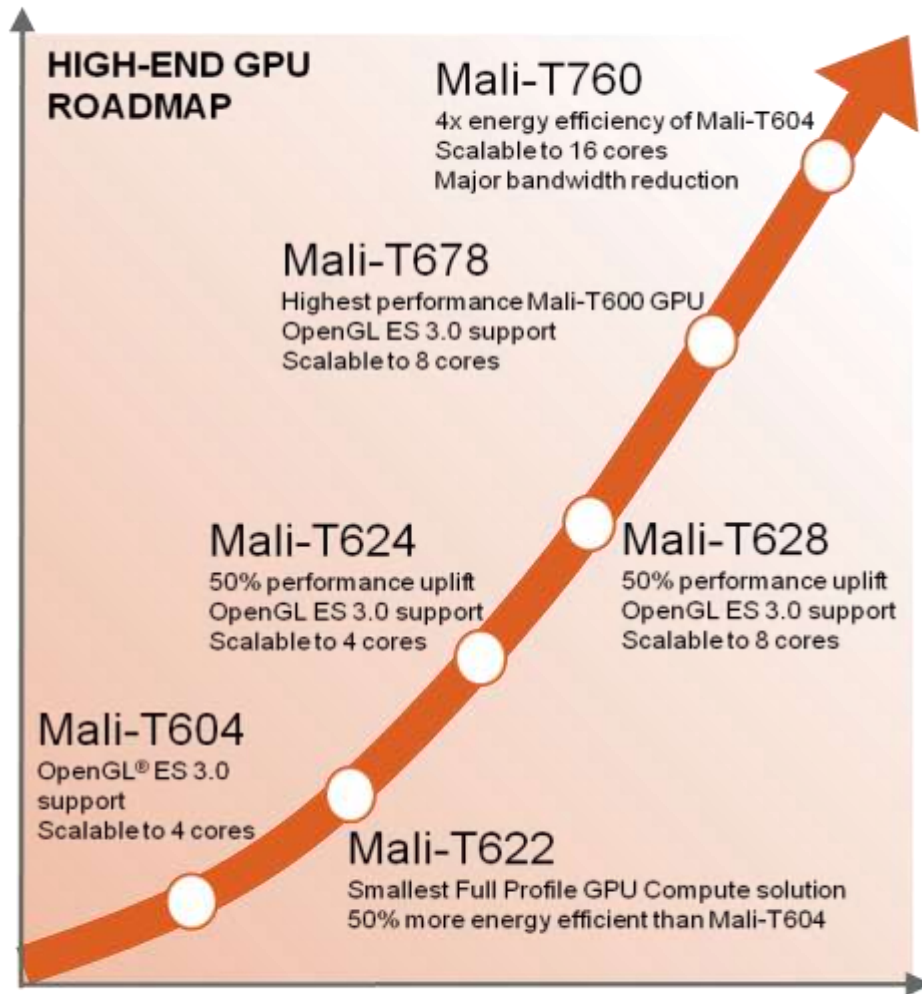 HIGH-END GPU
ROADMAP
Mali-T760
4x energy efficiency of Mali-T604
Scalable to 16 cores
Major bandwidth reduction
Mali-T678
Highest performance Mali-T600 GPU
OpenGL ES 3.0 support
Scalable to 8 cores
Mali-T624
50% performance uplift
OpenGL ES 3.0 support
Scalable to 4 cores
Mali-T628
50% performance uplift
OpenGL ES 3.0 support
Scalable to 8 cores
Mali-T604
OpenGL® ES 3.0
support
Scalable to 4 cores
Mali-T622
Smallest Full Profile GPU Compute solution
50% more energy efficient than Mali-T604